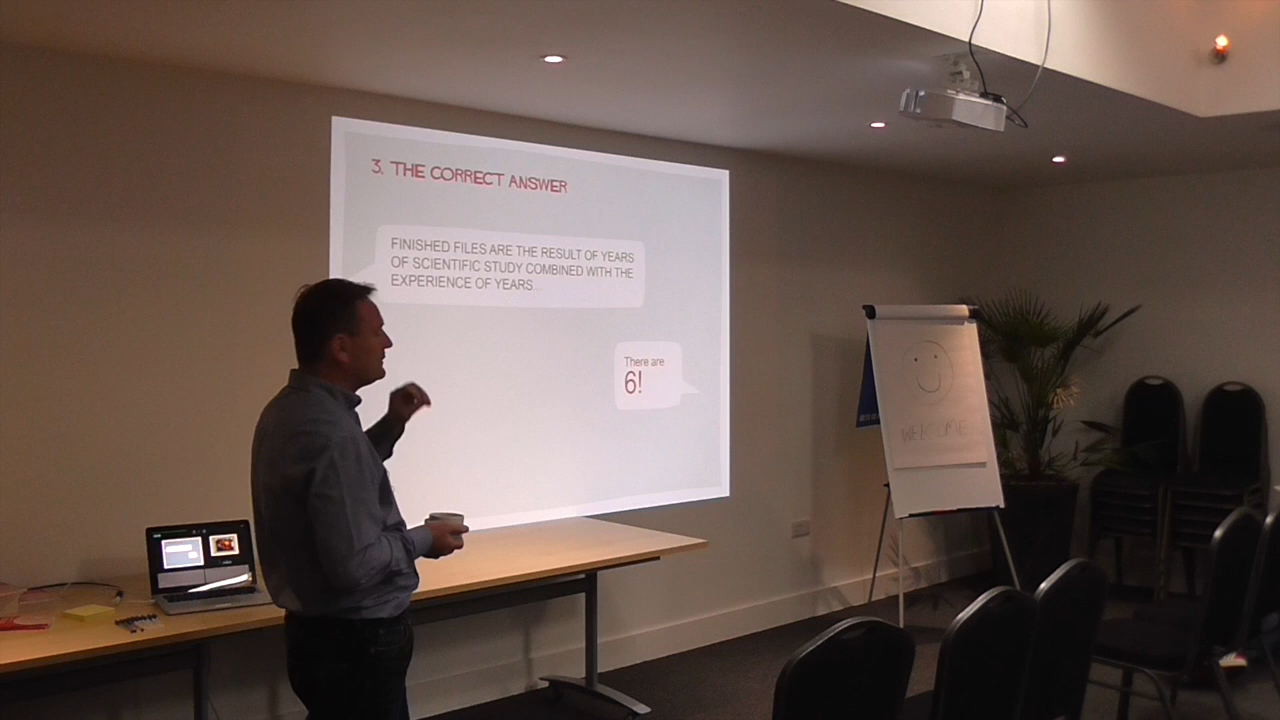 3. THE CORRECT ANSWER
FINISHED FILES ARE THE RESULT OF YEARS
OF SCIENTIFIC STUDY COMBINED WITH THE
EXPERIENCE OF YEARS...
There are
6!
WELCOME